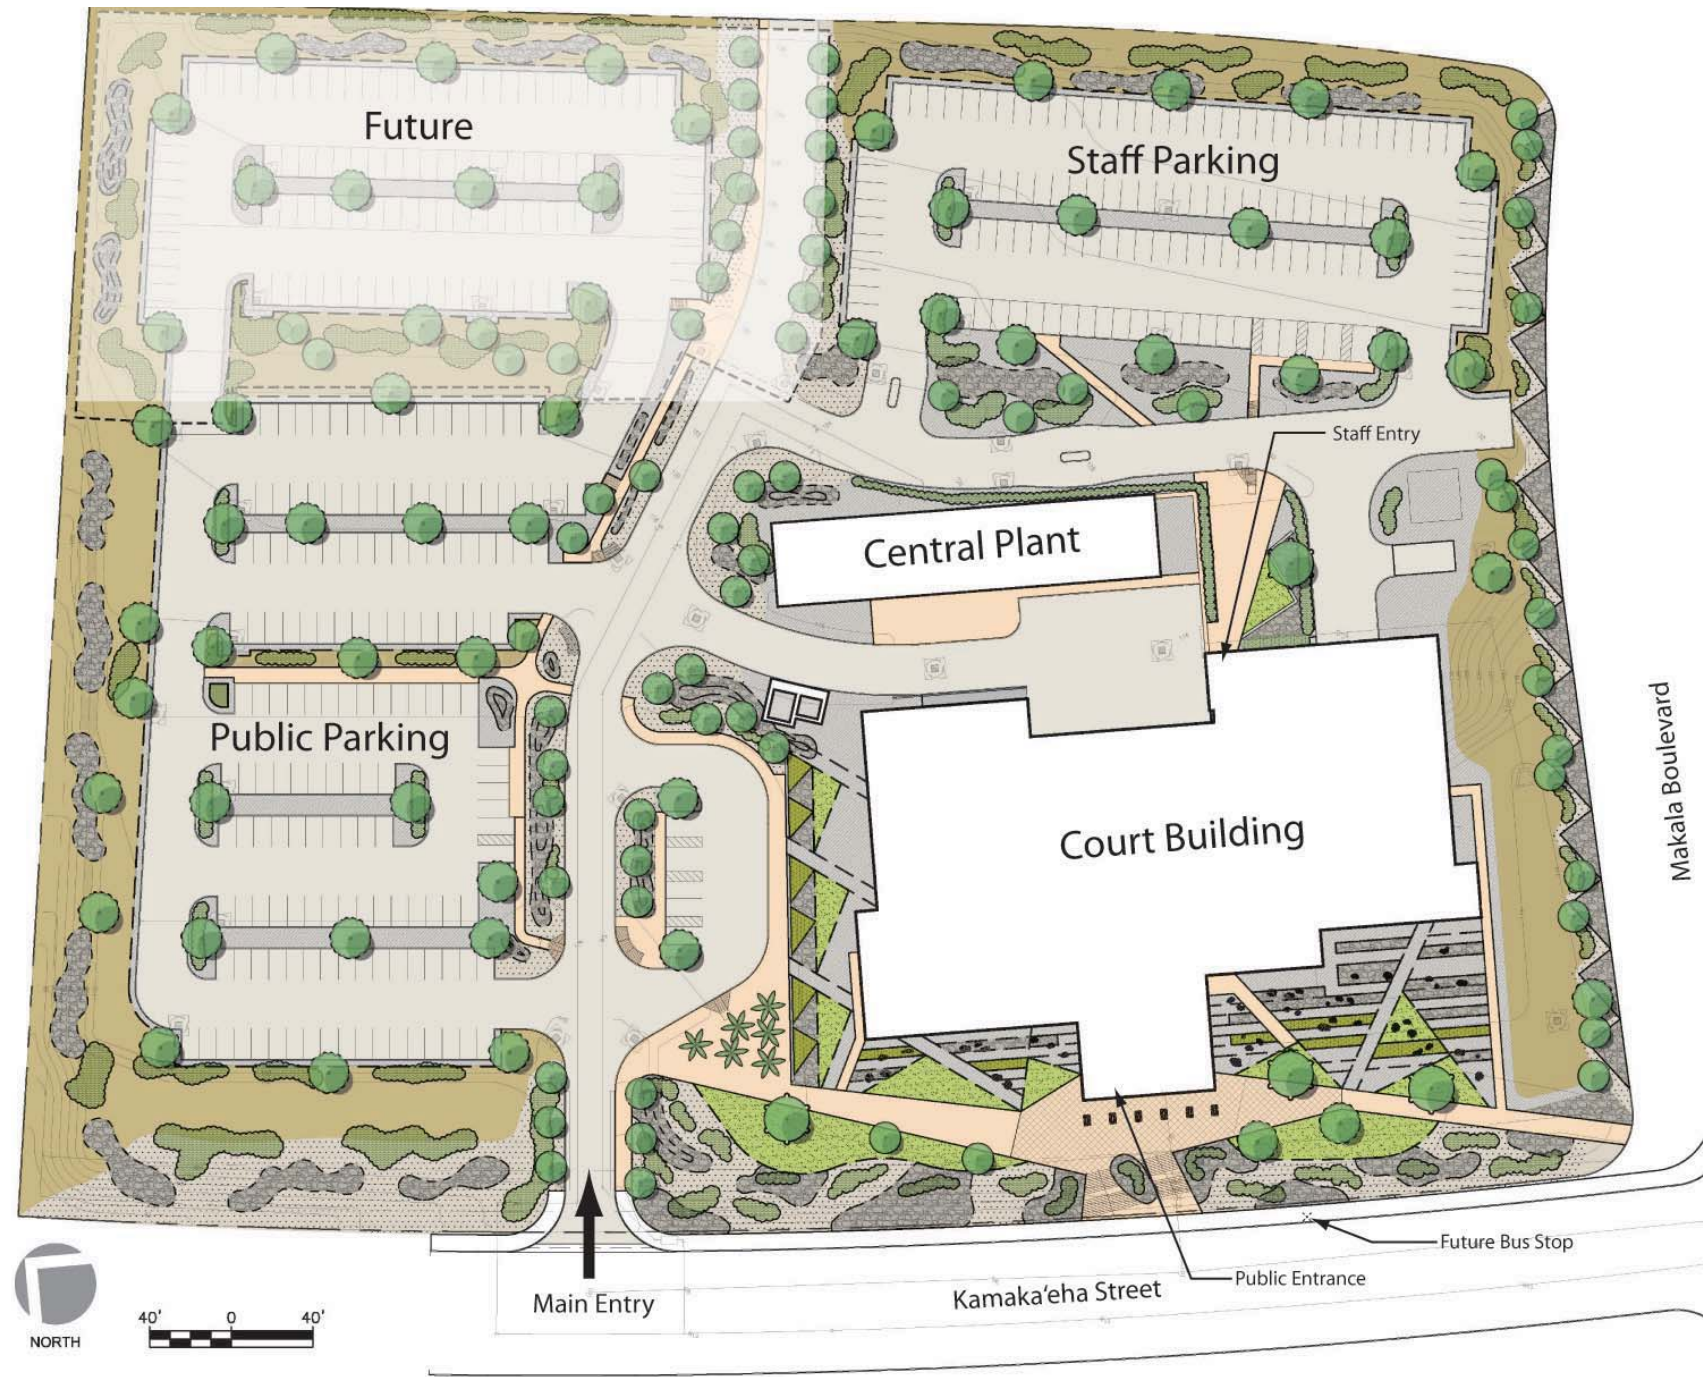 Future
Staff Parking
Staff Entry
Central Plant
Public Parking
Court Building
Makala Boulevard
Future Bus Stop
Public Entrance
Kamaka‘eha Street
Main Entry
NORTH
40' 0 40'